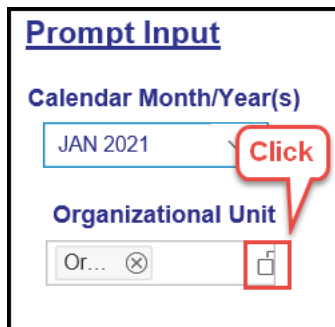 Prompt Input
Calendar Month/Year(s)
JAN 2021
Click
Organizational Unit
Or...